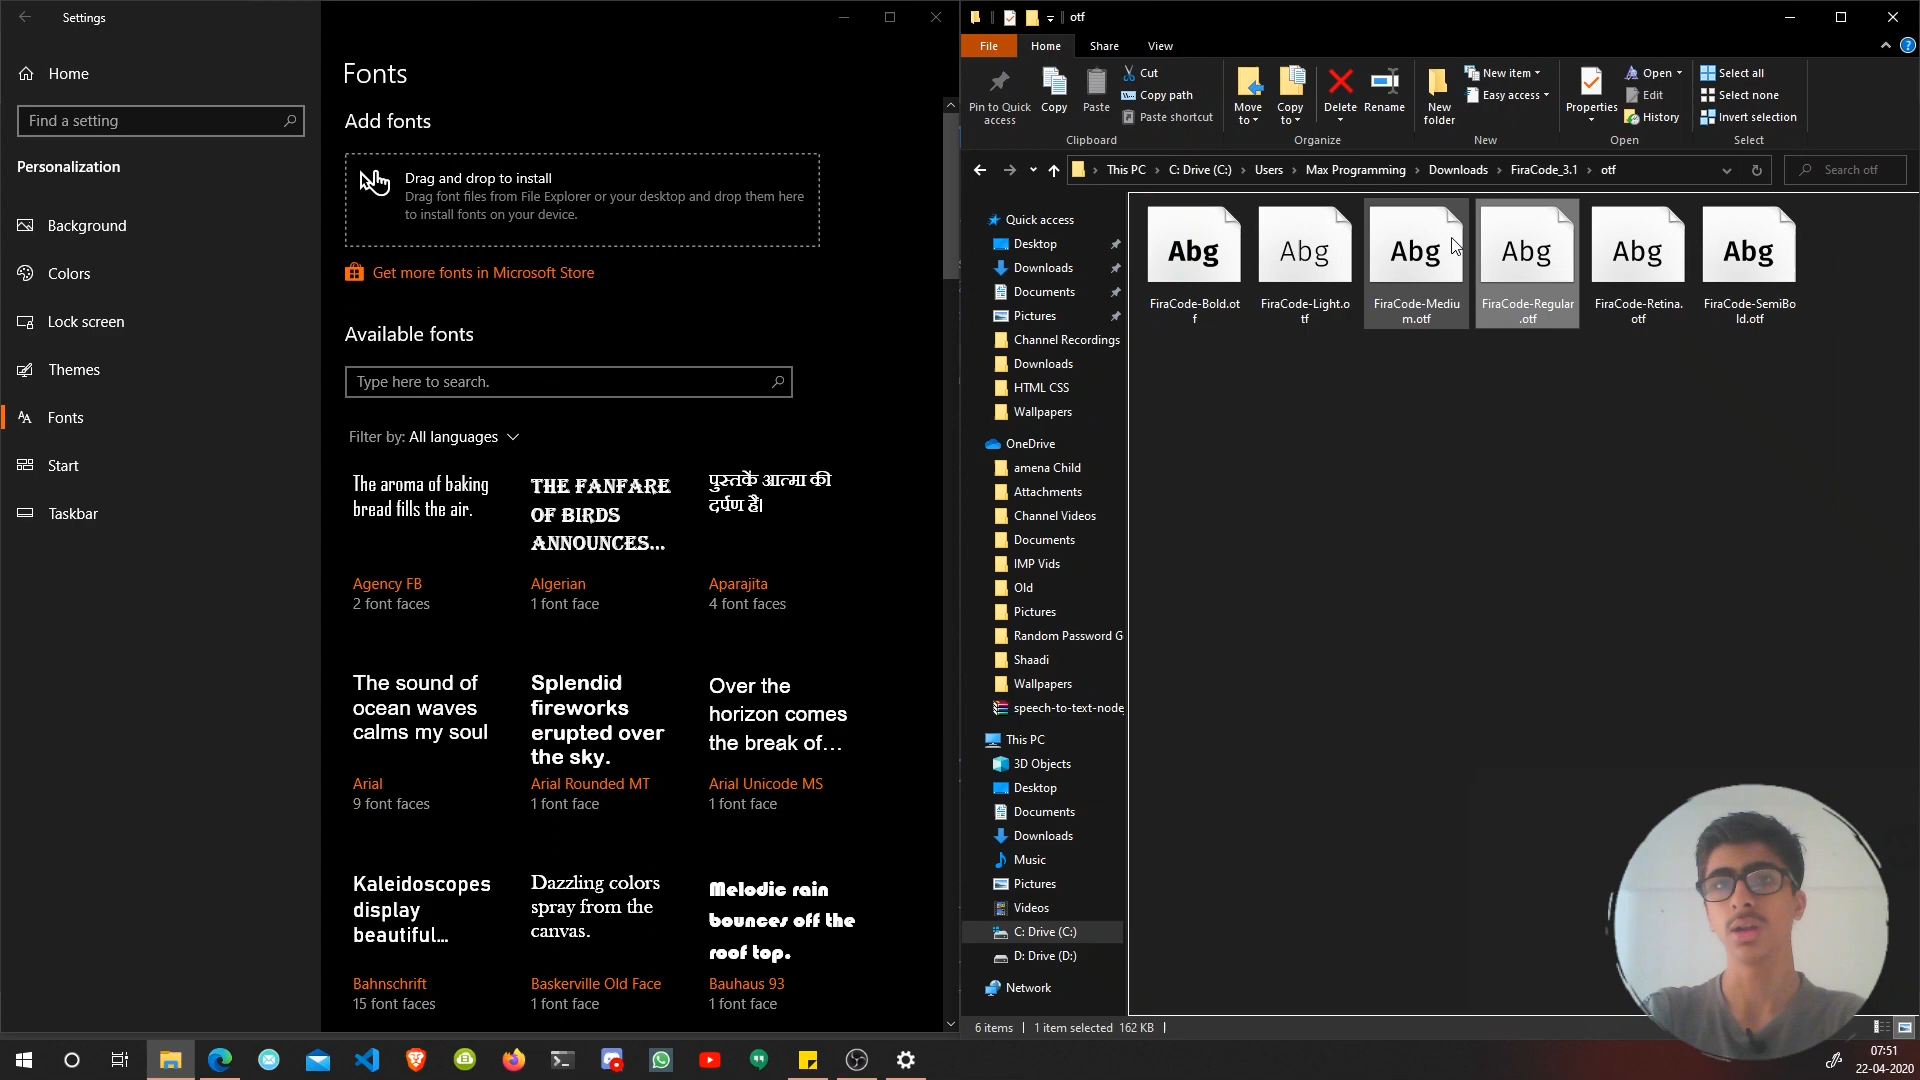 Settings
Home
Find a setting
Personalization
Background
Colors
Lock screen
Themes
Fonts
Start
Taskbar
Fonts
Add fonts
Drag and drop to install
Drag font files from File Explorer or your desktop and drop them here
to install fonts on your device.
Get more fonts in Microsoft Store
Available fonts
Type here to search.
Filter by: All languages
The aroma of baking
bread fills the air.
Agency FB
2 font faces
THE FANFARE
OF BIRDS
ANNOUNCES...
Algerian
1 font face
पुस्तकें आत्मा की
दर्पण हैं।
Aparajita
4 font faces
The sound of
ocean waves
calms my soul
Arial
9 font faces
Splendid
fireworks
erupted over
the sky.
Arial Rounded MT
1 font face
Over the
horizon comes
the break of...
Arial Unicode MS
1 font face
Kaleidoscopes
display
beautiful...
Bahnschrift
15 font faces
Dazzling colors
spray from the
canvas.
Baskerville Old Face
1 font face
Melodic rain
bounces off the
roof top.
Bauhaus 93
1 font face
otf
File
Home
Share
View
Pin to Quick
access
Copy
Paste
Cut
Copy path
Paste shortcut
Clipboard
Move
to
Copy
to
Delete
Rename
Organize
New
folder
New item
Easy access
New
Properties
Open
Edit
History
Open
Select all
Select none
Invert selection
Select
This PC > C: Drive (C:) > Users > Max Programming > Downloads > FiraCode_3.1 > otf
Search otf
Quick access
Desktop
Downloads
Documents
Pictures
Channel Recordings
Downloads
HTML CSS
Wallpapers
OneDrive
amena Child
Attachments
Channel Videos
Documents
IMP Vids
Old
Pictures
Random Password G
Shaadi
Wallpapers
speech-to-text-node
This PC
3D Objects
Desktop
Documents
Downloads
Music
Pictures
Videos
C: Drive (C:)
D: Drive (D:)
Network
Abg
FiraCode-Bold.ot
f
Abg
FiraCode-Light.o
tf
Abg
FiraCode-Mediu
m.otf
Abg
FiraCode-Regular
.otf
Abg
FiraCode-Retina.
otf
Abg
FiraCode-SemiBo
ld.otf
6 items
1 item selected 162 KB
07:51
22-04-2020